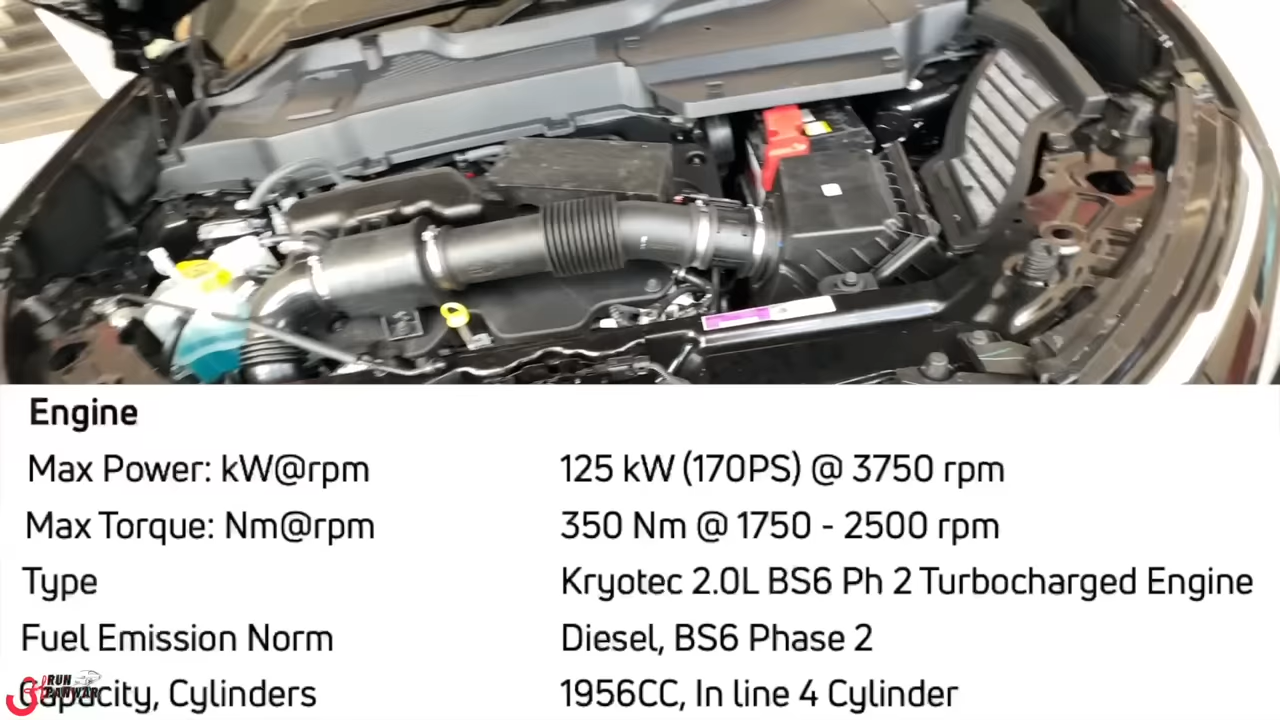 Engine
Max Power: kW@rpm 125 kW (170PS) @ 3750 rpm
Max Torque: Nm@rpm 350 Nm @ 1750 - 2500 rpm
Type Kryotec 2.0L BS6 Ph 2 Turbocharged Engine
Fuel Emission Norm Diesel, BS6 Phase 2
Capacity, Cylinders 1956CC, In line 4 Cylinder
RUN
PANWAR